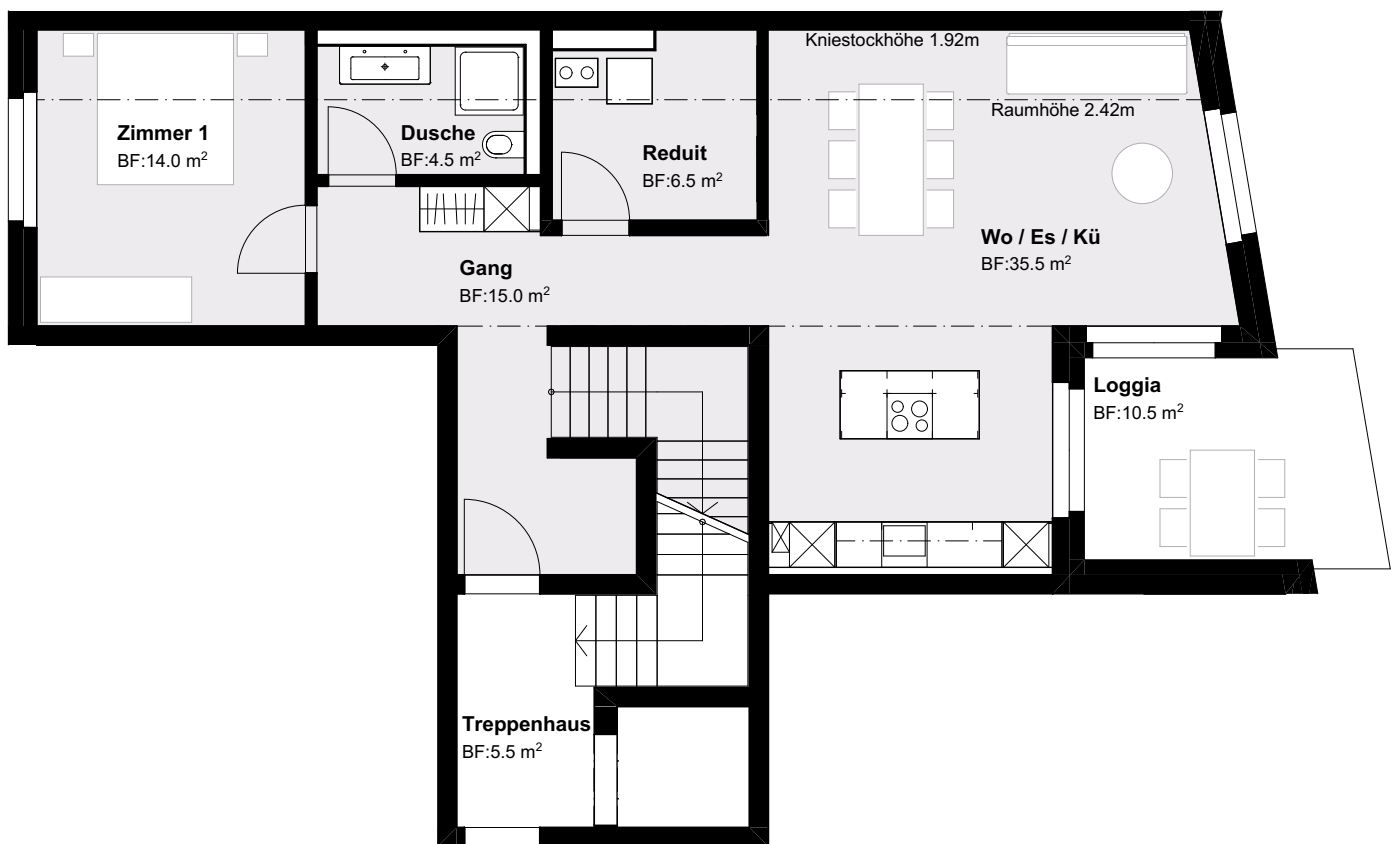 Kniestockhöhe 1.92m
Raumhöhe 2.42m
Zimmer 1
BF:14.0 m²
Dusche
BF:4.5 m²
Reduit
BF:6.5 m²
Wo / Es / Kü
BF:35.5 m²
Gang
BF:15.0 m²
Loggia
BF:10.5 m²
Treppenhaus
BF:5.5 m²